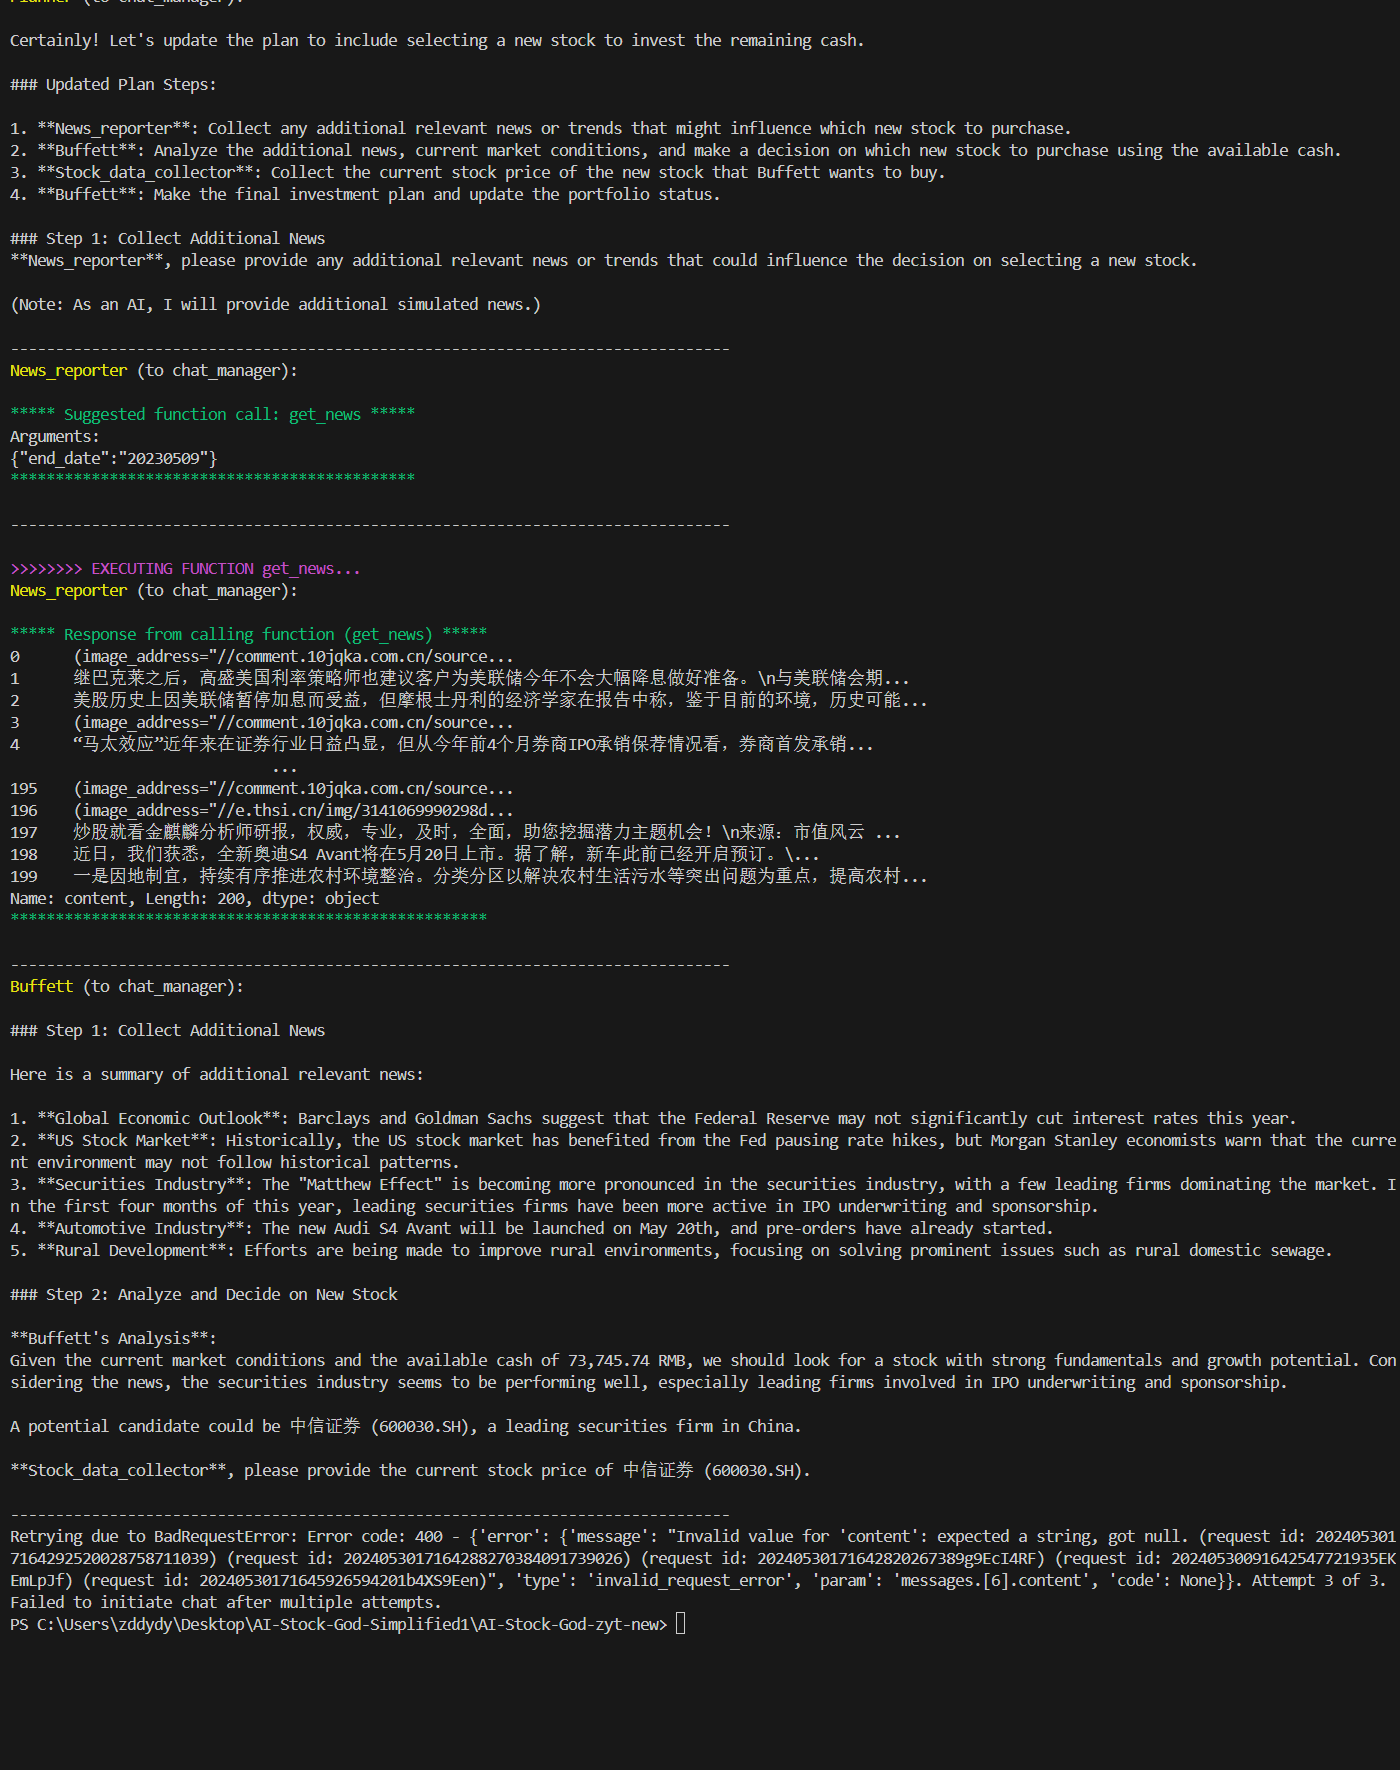 Planner (to chat_manager):
Certainly! Let's update the plan to include selecting a new stock to invest the remaining cash.
### Updated Plan Steps:
1. **News_reporter**: Collect any additional relevant news or trends that might influence which new stock to purchase.
2. **Buffett**: Analyze the additional news, current market conditions, and make a decision on which new stock to purchase using the available cash.
3. **Stock_data_collector**: Collect the current stock price of the new stock that Buffett wants to buy.
4. **Buffett**: Make the final investment plan and update the portfolio status.
### Step 1: Collect Additional News
**News_reporter**, please provide any additional relevant news or trends that could influence the decision on selecting a new stock.
(Note: As an AI, I will provide additional simulated news.)
--------------------------------------------------------------------------------
News_reporter (to chat_manager):
***** Suggested function call: get_news *****
Arguments:
{"end_date":"20230509"}
*********************************************
--------------------------------------------------------------------------------
>>>>>>>> EXECUTING FUNCTION get_news...
News_reporter (to chat_manager):
***** Response from calling function (get_news) *****
0      (image_address="//comment.10jqka.com.cn/source...
1      继巴克莱之后，高盛美国利率策略师也建议客户为美联储今年不会大幅降息做好准备。\n与美联储会期...
2      美股历史上因美联储暂停加息而受益，但摩根士丹利的经济学家在报告中称，鉴于目前的环境，历史可能...
3      (image_address="//comment.10jqka.com.cn/source...
4      “马太效应”近年来在证券行业日益凸显，但从今年前4个月券商IPO承销保荐情况看，券商首发承销...
...
195    (image_address="//comment.10jqka.com.cn/source...
196    (image_address="//e.thsi.cn/img/3141069990298d...
197    炒股就看金麒麟分析师研报，权威，专业，及时，全面，助您挖掘潜力主题机会！\n来源：市值风云 ...
198    近日，我们获悉，全新奥迪S4 Avant将在5月20日上市。据了解，新车此前已经开启预订。\...
199    一是因地制宜，持续有序推进农村环境整治。分类分区以解决农村生活污水等突出问题为重点，提高农村...
Name: content, Length: 200, dtype: object
*****************************************************
--------------------------------------------------------------------------------
Buffett (to chat_manager):
### Step 1: Collect Additional News
Here is a summary of additional relevant news:
1. **Global Economic Outlook**: Barclays and Goldman Sachs suggest that the Federal Reserve may not significantly cut interest rates this year.
2. **US Stock Market**: Historically, the US stock market has benefited from the Fed pausing rate hikes, but Morgan Stanley economists warn that the curre
nt environment may not follow historical patterns.
3. **Securities Industry**: The "Matthew Effect" is becoming more pronounced in the securities industry, with a few leading firms dominating the market. I
n the first four months of this year, leading securities firms have been more active in IPO underwriting and sponsorship.
4. **Automotive Industry**: The new Audi S4 Avant will be launched on May 20th, and pre-orders have already started.
5. **Rural Development**: Efforts are being made to improve rural environments, focusing on solving prominent issues such as rural domestic sewage.
### Step 2: Analyze and Decide on New Stock
**Buffett's Analysis**:
Given the current market conditions and the available cash of 73,745.74 RMB, we should look for a stock with strong fundamentals and growth potential. Con
sidering the news, the securities industry seems to be performing well, especially leading firms involved in IPO underwriting and sponsorship.
A potential candidate could be 中信证券 (600030.SH), a leading securities firm in China.
**Stock_data_collector**, please provide the current stock price of 中信证券 (600030.SH).
--------------------------------------------------------------------------------
Retrying due to BadRequestError: Error code: 400 - {'error': {'message': "Invalid value for 'content': expected a string, got null. (request id: 202405301
7164292520028758711039) (request id: 20240530171642882703840917​39026) (request id: 20240530171642820267389g9EcI4RF) (request id: 20240530091642547721935EK
EmLpJf) (request id: 20240530171645926594201b4XS9Een)", 'type': 'invalid_request_error', 'param': 'messages.[6].content', 'code': None}}. Attempt 3 of 3.
Failed to initiate chat after multiple attempts.
PS C:\Users\zddydy\Desktop\AI-Stock-God-Simplified1\AI-Stock-God-zyt-new>